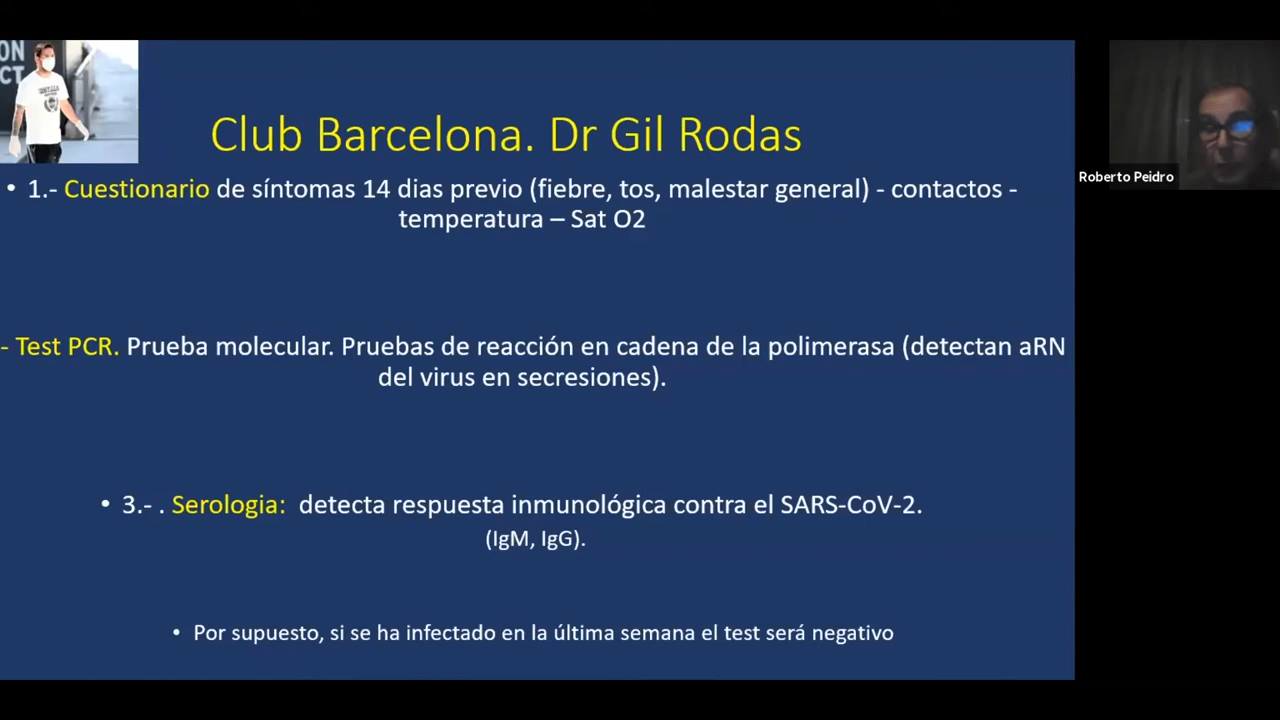 ON
CT
Club Barcelona. Dr Gil Rodas
• 1.- Cuestionario de síntomas 14 dias previo (fiebre, tos, malestar general) - contactos -
temperatura – Sat O2
- Test PCR. Prueba molecular. Pruebas de reacción en cadena de la polimerasa (detectan aRN
del virus en secresiones).
• 3.- . Serologia: detecta respuesta inmunológica contra el SARS-CoV-2.
(IgM, IgG).
• Por supuesto, si se ha infectado en la última semana el test será negativo
Roberto Peidro